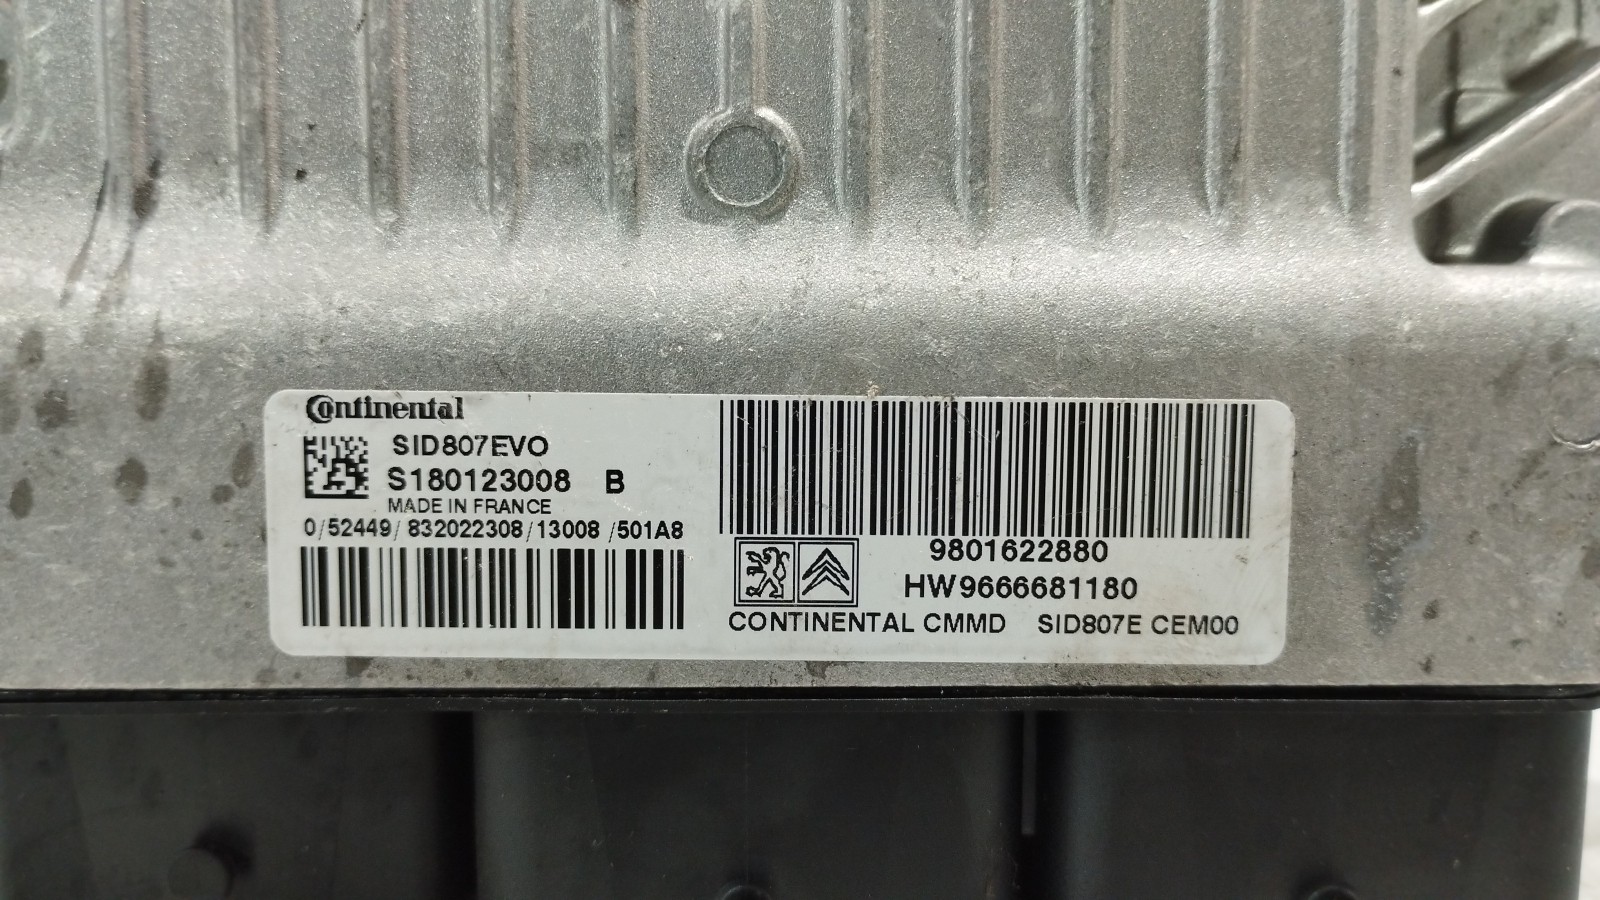 Continental
SID807EVO
S180123008 B
MADE IN FRANCE
0/52449/832022308/13008/501A8
9801622880
HW9666681180
CONTINENTAL CMMD SID807E CEM00